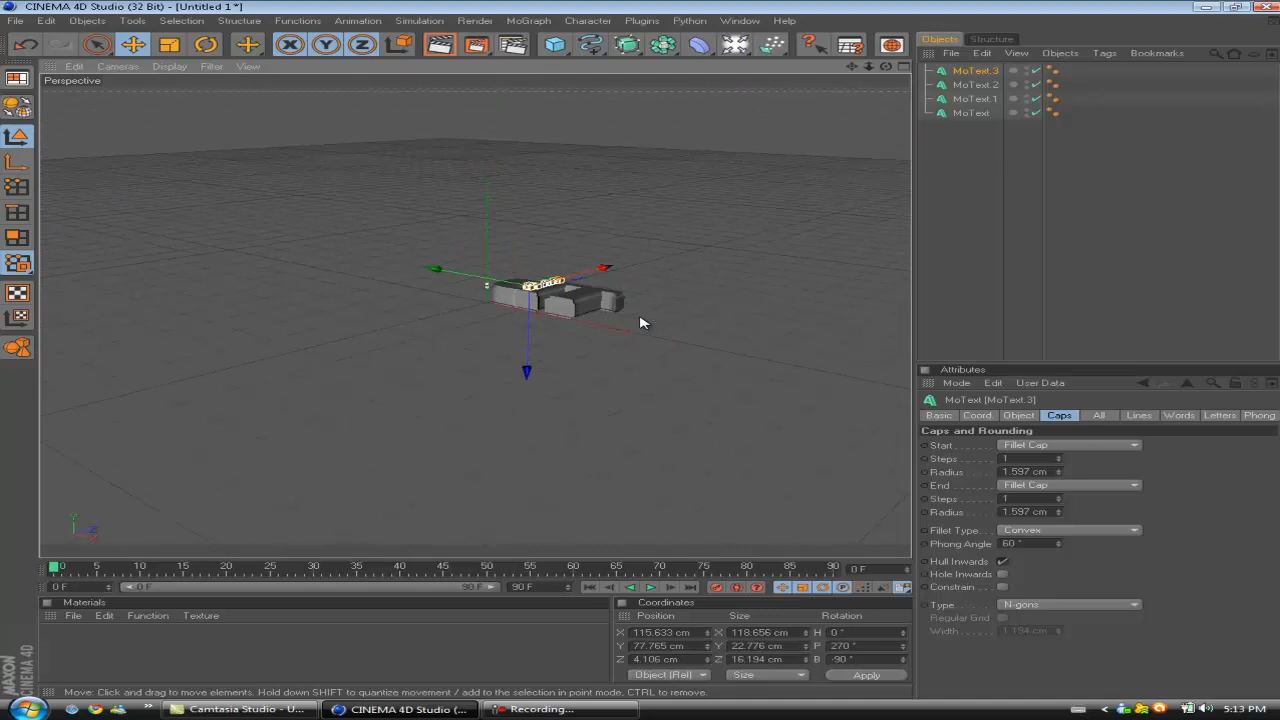 CINEMA 4D Studio (32 Bit) - [Untitled 1 *]
File Edit Objects Tools Selection Structure Functions Animation Simulation Render MoGraph Character Plugins Python Window Help
Objects Structure
File Edit View Objects Tags Bookmarks
Edit Cameras Display Filter View
Perspective
MoText.3
MoText.2
MoText.1
MoText
Attributes
Mode Edit User Data
MoText [MoText.3]
Basic Coord. Object Caps All Lines Words Letters Phong
Caps and Rounding
Start Fillet Cap
Steps 1
Radius 1.597 cm
End Fillet Cap
Steps 1
Radius 1.597 cm
Fillet Type Convex
Phong Angle 60 °
Hull Inwards
Hole Inwards
Constrain
Type N-gons
Regular Grid
Width 1.194 cm
Y Z X
0 5 10 15 20 25 30 35 40 45 50 55 60 65 70 75 80 85 90 0 F
0 F 0 F 90 F 90 F
Materials
File Edit Function Texture
Coordinates
Position Size Rotation
X 115.633 cm X 118.656 cm H 0 °
Y 77.765 cm Y 22.776 cm P 270 °
Z 4.106 cm Z 16.194 cm B -90 °
Object (Rel) Size Apply
MAXON CINEMA 4D
Move: Click and drag to move elements. Hold down SHIFT to quantize movement / add to the selection in point mode, CTRL to remove.
Camtasia Studio - U... CINEMA 4D Studio (... Recording... 5:13 PM